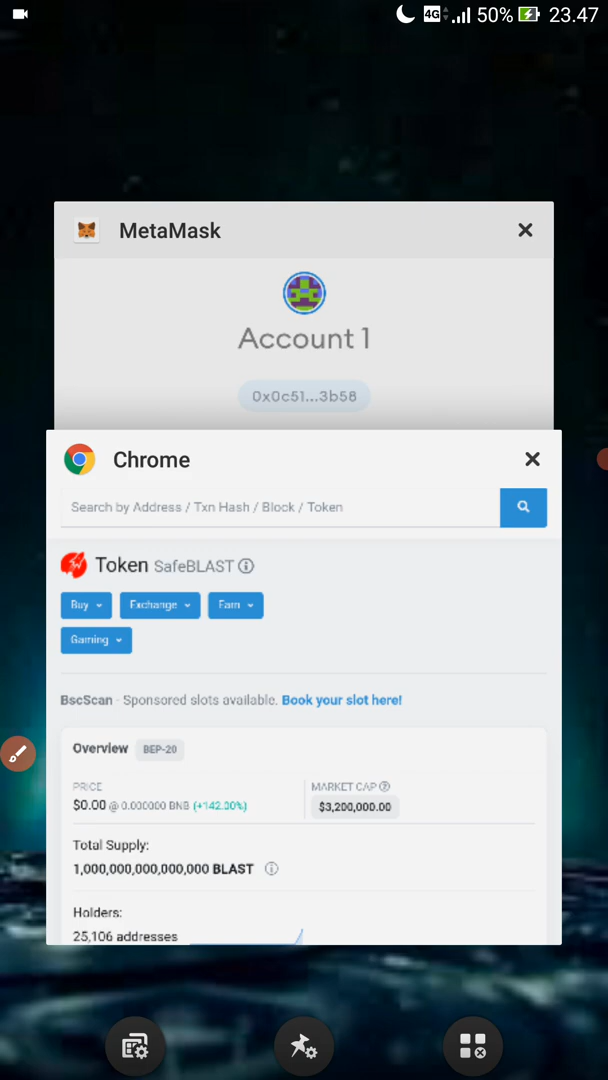 4G 50% 23.47
MetaMask
Account 1
0x0c51...3b58
Chrome
Search by Address / Txn Hash / Block / Token
Token SafeBLAST
Buy Exchange Earn
Gaming
BscScan - Sponsored slots available. Book your slot here!
Overview BEP-20
PRICE MARKET CAP
$0.00 @ 0.000000 BNB (+142.00%) $3,200,000.00
Total Supply:
1,000,000,000,000,000 BLAST
Holders:
25,106 addresses